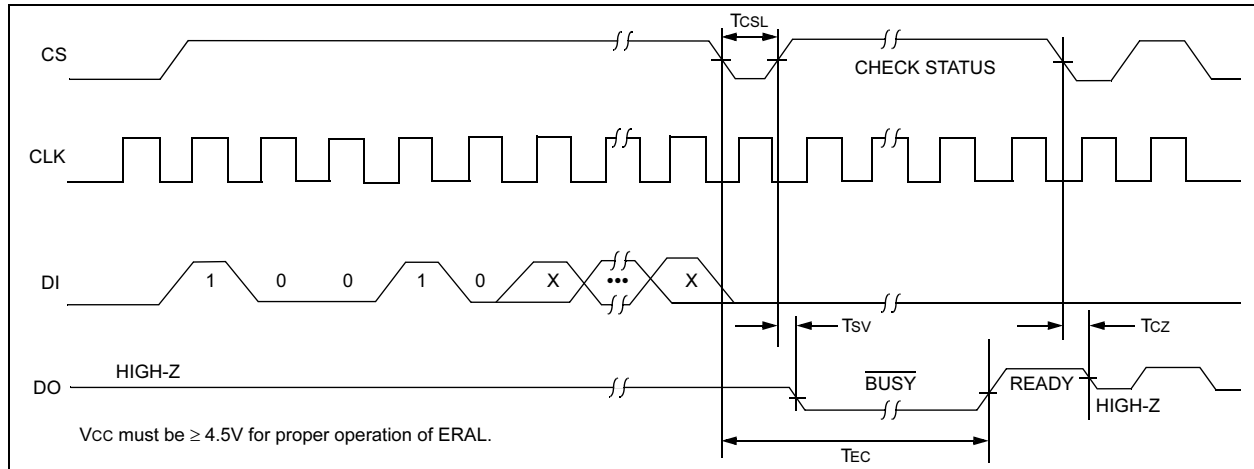 TCSL
CS
CHECK STATUS
CLK
DI
1 0 0 1 0 X ••• X
TSV
TCZ
HIGH-Z
DO
BUSY
READY
HIGH-Z
VCC must be ≥ 4.5V for proper operation of ERAL.
TEC